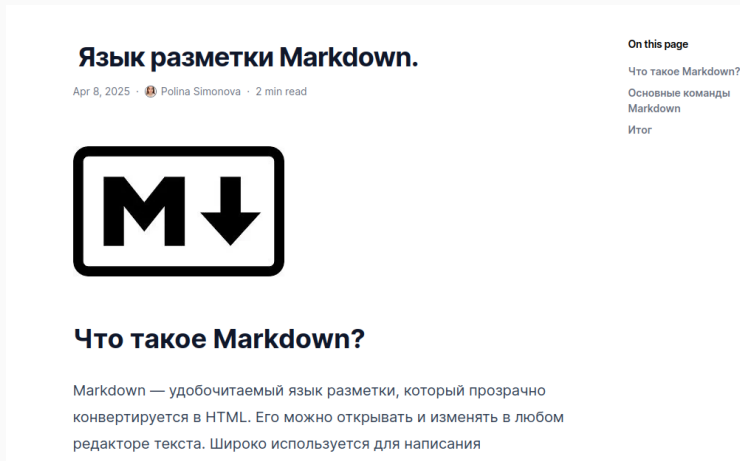 Язык разметки Markdown.
Apr 8, 2025 · Polina Simonova · 2 min read
M
Что такое Markdown?
Markdown — удобочитаемый язык разметки, который прозрачно
конвертируется в HTML. Его можно открывать и изменять в любом
редакторе текста. Широко используется для написания
On this page
Что такое Markdown?
Основные команды
Markdown
Итог